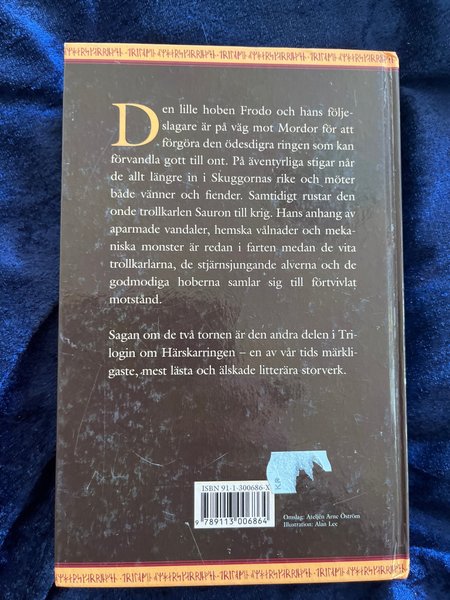 Den lille hoben Frodo och hans följe-
slagare är på väg mot Mordor för att
förgöra den ödesdigra ringen som kan
förvandla gott till ont. På äventyrliga stigar når
de allt längre in i Skuggornas rike och möter
både vänner och fiender. Samtidigt rustar den
onde trollkarlen Sauron till krig. Hans anhang av
aparmade vandaler, hemska vålnader och meka-
niska monster är redan i farten medan de vita
trollkarlarna, de stjärnsjungande alverna och de
godmodiga hoberna samlar sig till förtvivlat
motstånd.
Sagan om de två tornen är den andra delen i Tri-
login om Härskarringen – en av vår tids märkli-
gaste, mest lästa och älskade litterära storverk.
ISBN 91-1-300686-X
9 789113 006864
Omslag: Ateljén Arne Öström
Illustration: Alan Lee